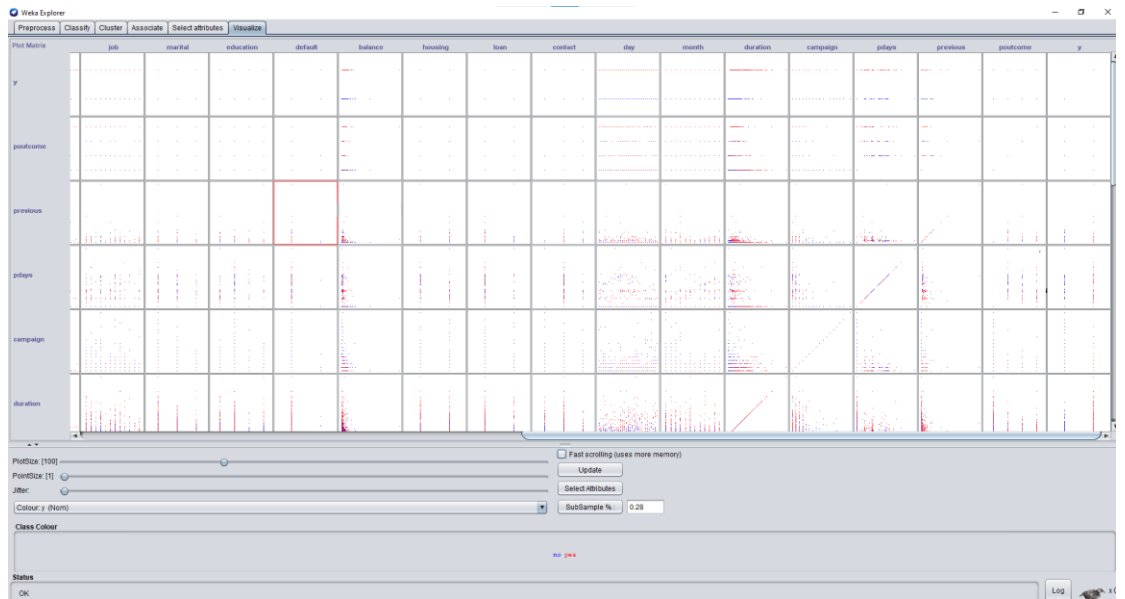 Weka Explorer
Preprocess Classify Cluster Associate Select attributes Visualize
Plot Matrix job marital education default balance housing loan contact day month duration campaign pdays previous poutcome y
y
poutcome
previous
pdays
campaign
duration
PlotSize: [100]
PointSize: [1]
Jitter:
Fast scrolling (uses more memory)
Update
Select Attributes
Colour: y (Nom)
SubSample % : 0.28
Class Colour
no yes
Status
OK
Log
x 0